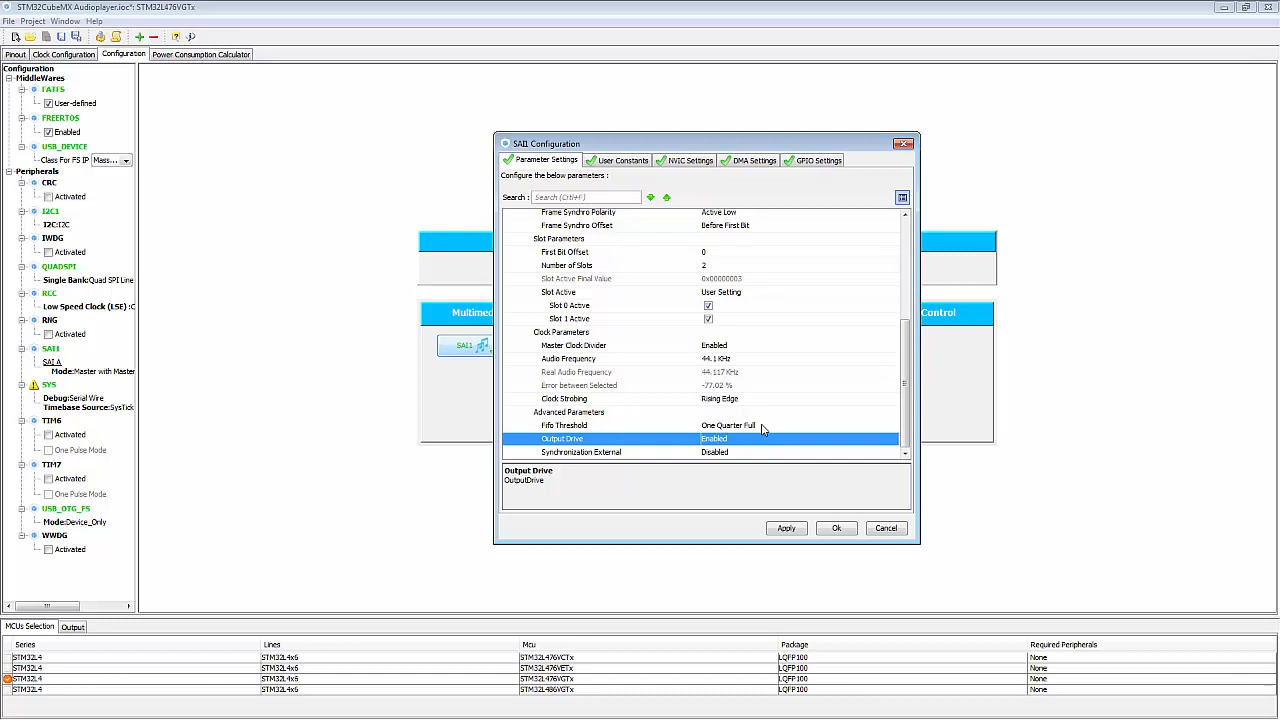 STM32CubeMX Audioplayer.ioc*: STM32L476VGTx
File Project Window Help
Pinout Clock Configuration Configuration Power Consumption Calculator
Configuration
MiddleWares
FATFS
User-defined
FREERTOS
Enabled
USB_DEVICE
Class For FS IP Mass...
Peripherals
CRC
Activated
I2C1
I2C:I2C
IWDG
Activated
QUADSPI
Single Bank:Quad SPI Line
RCC
Low Speed Clock (LSE) :C
RNG
Activated
SAI1
SAI A
Mode:Master with Master
SYS
Debug:Serial Wire
Timebase Source:SysTick
TIM6
Activated
One Pulse Mode
TIM7
Activated
One Pulse Mode
USB_OTG_FS
Mode:Device_Only
WWDG
Activated
Multimed
SAI1
Control
SAI1 Configuration
Parameter Settings User Constants NVIC Settings DMA Settings GPIO Settings
Configure the below parameters :
Search : Search (Crtl+F)
Frame Synchro Polarity Active Low
Frame Synchro Offset Before First Bit
Slot Parameters
First Bit Offset 0
Number of Slots 2
Slot Active Final Value 0x00000003
Slot Active User Setting
Slot 0 Active
Slot 1 Active
Clock Parameters
Master Clock Divider Enabled
Audio Frequency 44.1 KHz
Real Audio Frequency 44.117 KHz
Error between Selected -77.02 %
Clock Strobing Rising Edge
Advanced Parameters
Fifo Threshold One Quarter Full
Output Drive Enabled
Synchronization External Disabled
Output Drive
OutputDrive
Apply Ok Cancel
MCUs Selection Output
Series Lines Mcu Package Required Peripherals
STM32L4 STM32L4x6 STM32L476VCTx LQFP100 None
STM32L4 STM32L4x6 STM32L476VETx LQFP100 None
STM32L4 STM32L4x6 STM32L476VGTx LQFP100 None
STM32L4 STM32L4x6 STM32L486VGTx LQFP100 None